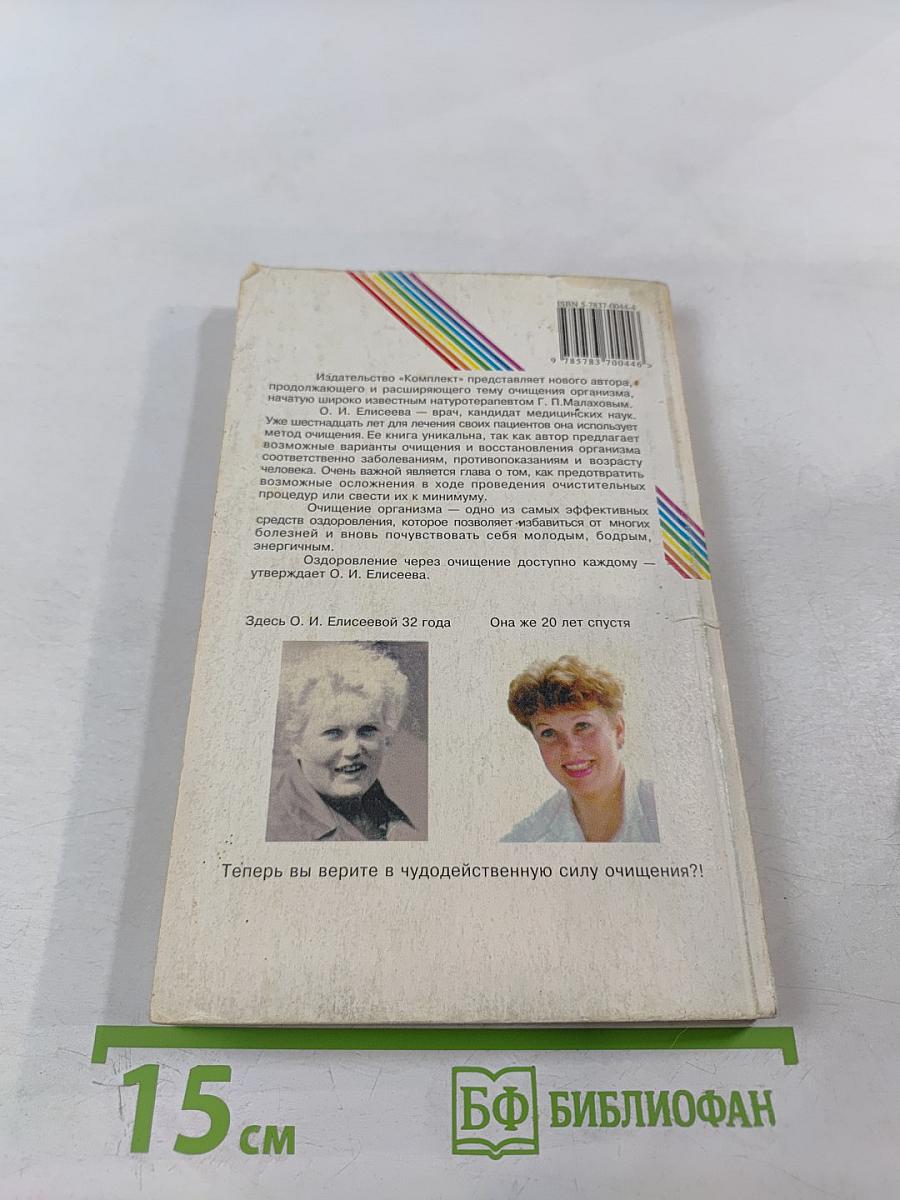 ISBN 5-7837-0044-4
9 785783 700446 >
Издательство «Комплект» представляет нового автора,
продолжающего и расширяющего тему очищения организма,
начатую широко известным натуротерапевтом Г. П.Малаховым.
О. И. Елисеева — врач, кандидат медицинских наук.
Уже шестнадцать лет для лечения своих пациентов она использует
метод очищения. Ее книга уникальна, так как автор предлагает
возможные варианты очищения и восстановления организма
соответственно заболеваниям, противопоказаниям и возрасту
человека. Очень важной является глава о том, как предотвратить
возможные осложнения в ходе проведения очистительных
процедур или свести их к минимуму.
Очищение организма — одно из самых эффективных
средств оздоровления, которое позволяет избавиться от многих
болезней и вновь почувствовать себя молодым, бодрым,
энергичным.
Оздоровление через очищение доступно каждому —
утверждает О. И. Елисеева.
Здесь О. И. Елисеевой 32 года
Она же 20 лет спустя
Теперь вы верите в чудодейственную силу очищения?!
15 см
БФ БИБЛИОФАН